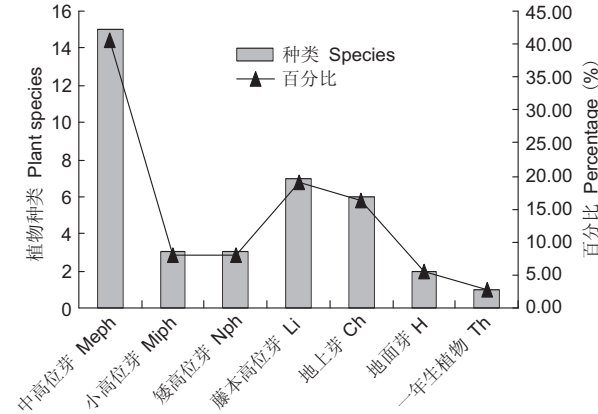 植物种类 Plant species
16
14
12
10
8
6
4
2
0
种类 Species
百分比
45.00
40.00
35.00
30.00
25.00
20.00
15.00
10.00
5.00
0.00
百分比 Percentage (%)
中高位芽 Meph
小高位芽 Miph
矮高位芽 Nph
藤本高位芽 Li
地上芽 Ch
地面芽 H
一年生植物 Th